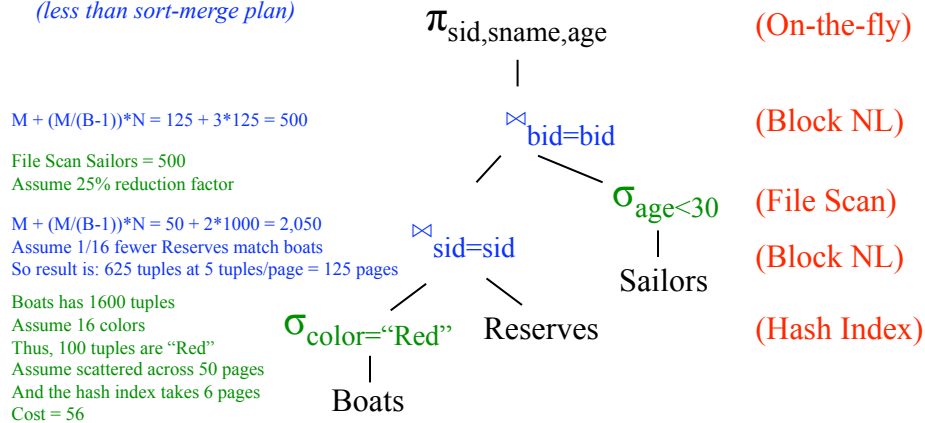 (less than sort-merge plan)
π sid,sname,age
(On-the-fly)
M + (M/(B-1))*N = 125 + 3*125 = 500
⋈ bid=bid
(Block NL)
File Scan Sailors = 500
Assume 25% reduction factor
σ age<30
(File Scan)
M + (M/(B-1))*N = 50 + 2*1000 = 2,050
Assume 1/16 fewer Reserves match boats
So result is: 625 tuples at 5 tuples/page = 125 pages
⋈ sid=sid
Sailors
(Block NL)
Boats has 1600 tuples
Assume 16 colors
Thus, 100 tuples are “Red”
Assume scattered across 50 pages
And the hash index takes 6 pages
Cost = 56
σ color=“Red”
Reserves
(Hash Index)
Boats